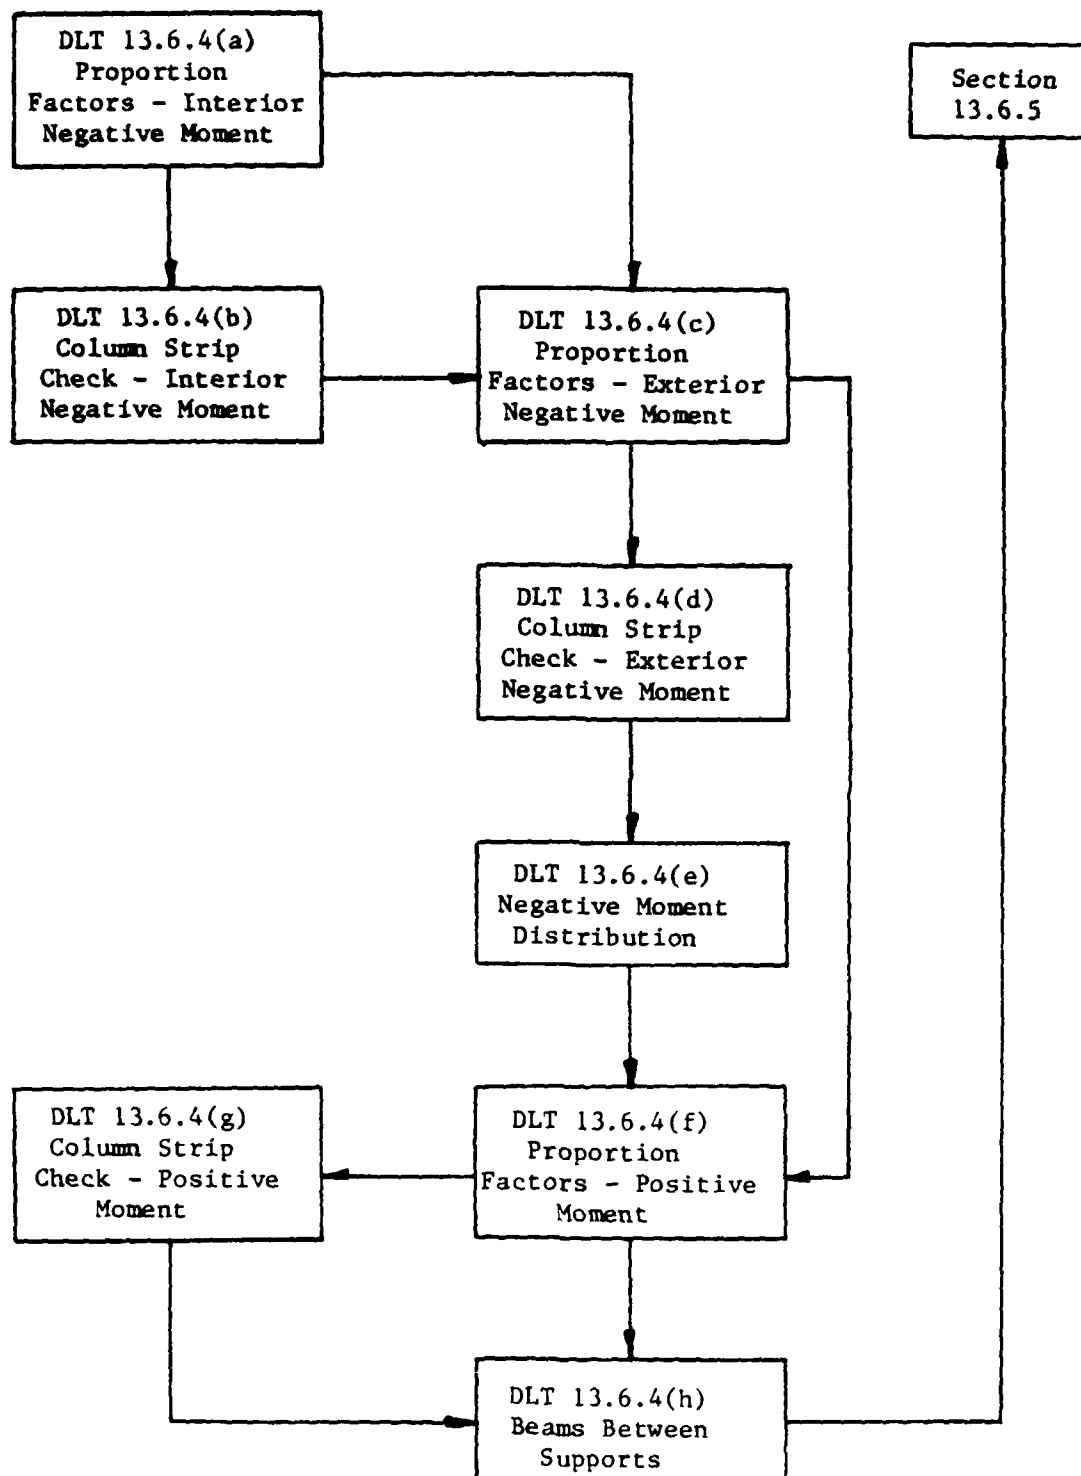 DLT 13.6.4(a)
Proportion
Factors - Interior
Negative Moment
Section
13.6.5
DLT 13.6.4(b)
Column Strip
Check - Interior
Negative Moment
DLT 13.6.4(c)
Proportion
Factors - Exterior
Negative Moment
DLT 13.6.4(d)
Column Strip
Check - Exterior
Negative Moment
DLT 13.6.4(e)
Negative Moment
Distribution
DLT 13.6.4(g)
Column Strip
Check - Positive
Moment
DLT 13.6.4(f)
Proportion
Factors - Positive
Moment
DLT 13.6.4(h)
Beams Between
Supports